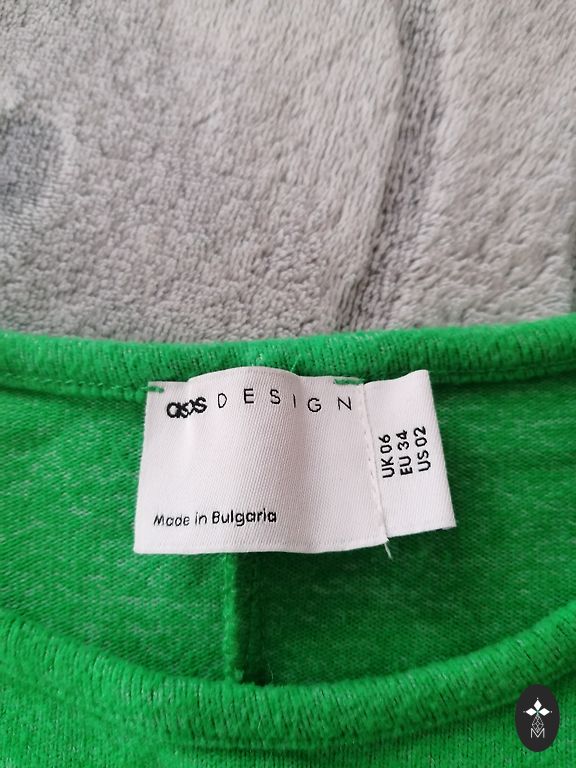 asos DESIGN
Made in Bulgaria
UK 06
EU 34
US 02
M